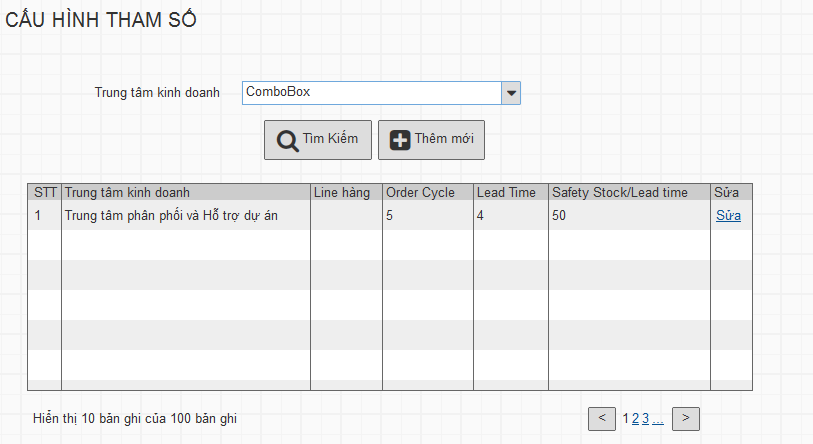 CẤU HÌNH THAM SỐ
Trung tâm kinh doanh ComboBox
Tìm Kiếm Thêm mới
STT Trung tâm kinh doanh Line hàng Order Cycle Lead Time Safety Stock/Lead time Sửa
1 Trung tâm phân phối và Hỗ trợ dự án 5 4 50 Sửa
Hiển thị 10 bản ghi của 100 bản ghi < 1 2 3 ... >